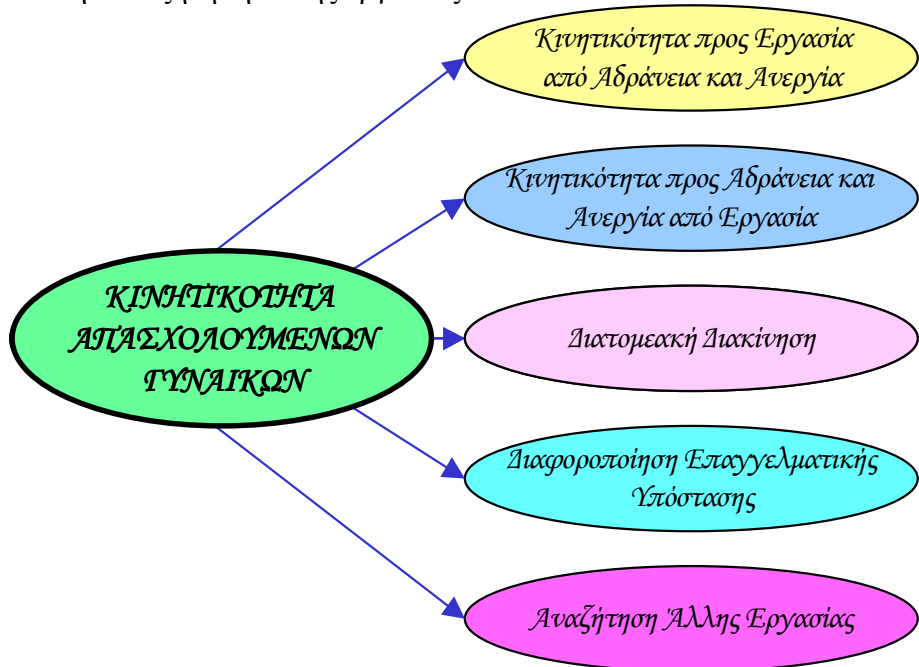 Κινητικότητα προς Εργασία
από Αδράνεια και Ανεργία
Κινητικότητα προς Αδράνεια και
Ανεργία από Εργασία
ΚΙΝΗΤΙΚΟΤΗΤΑ
ΑΠΑΣΧΟΛΟΥΜΕΝΩΝ
ΓΥΝΑΙΚΩΝ
Διατομεακή Διακίνηση
Διαφοροποίηση Επαγγελματικής
Υπόστασης
Αναζήτηση Άλλης Εργασίας